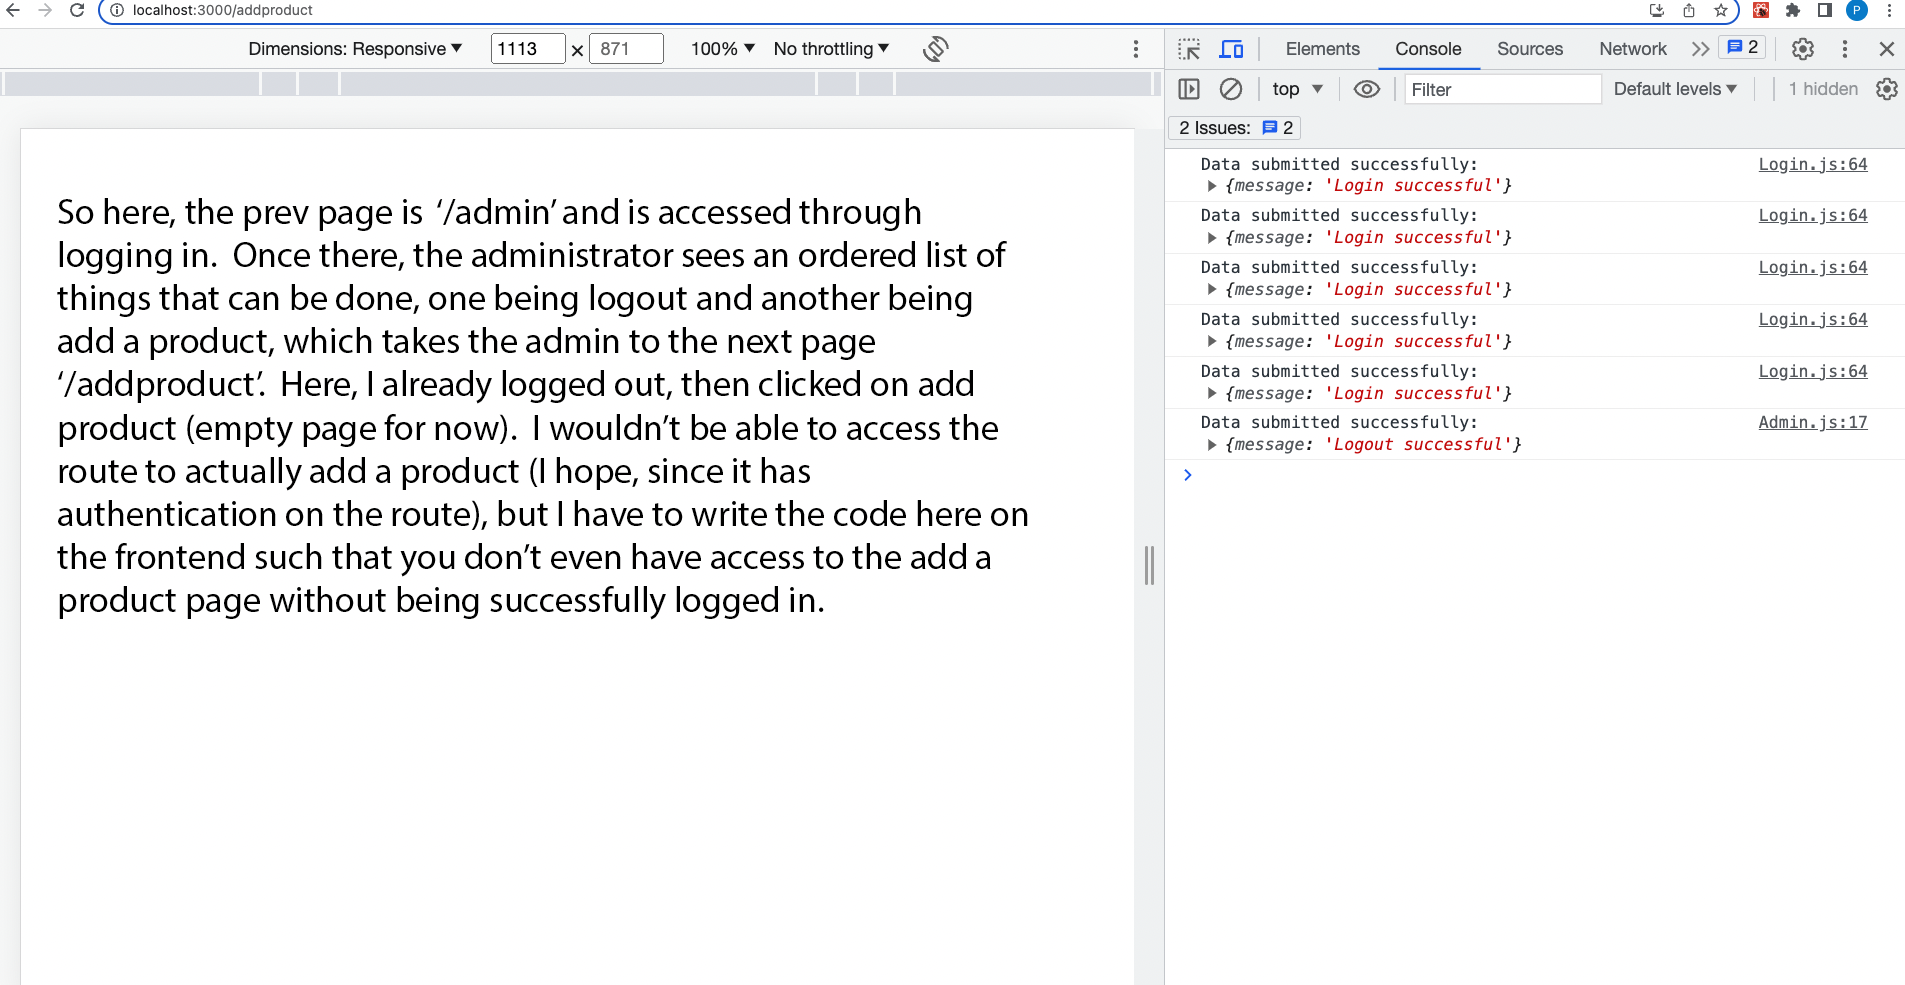 localhost:3000/addproduct
P
Dimensions: Responsive ▼ 1113 × 871 100% ▼ No throttling ▼
Elements Console Sources Network 2
top ▼ Filter Default levels ▼ 1 hidden
2 Issues: 2
So here, the prev page is ‘/admin’ and is accessed through
logging in. Once there, the administrator sees an ordered list of
things that can be done, one being logout and another being
add a product, which takes the admin to the next page
‘/addproduct’. Here, I already logged out, then clicked on add
product (empty page for now). I wouldn’t be able to access the
route to actually add a product (I hope, since it has
authentication on the route), but I have to write the code here on
the frontend such that you don’t even have access to the add a
product page without being successfully logged in.
Data submitted successfully: Login.js:64
▶ {message: 'Login successful'}
Data submitted successfully: Login.js:64
▶ {message: 'Login successful'}
Data submitted successfully: Login.js:64
▶ {message: 'Login successful'}
Data submitted successfully: Login.js:64
▶ {message: 'Login successful'}
Data submitted successfully: Login.js:64
▶ {message: 'Login successful'}
Data submitted successfully: Admin.js:17
▶ {message: 'Logout successful'}